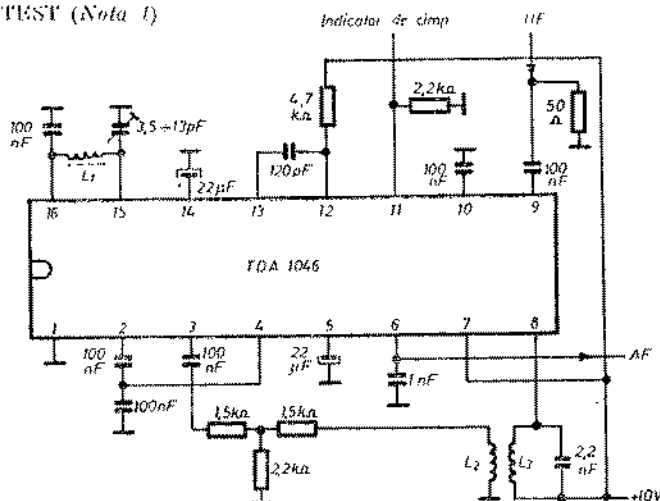 TEST (Nota 1)
Indicator de cîmp
UF
100 nF
3,5÷13pF
L1
22µF
4,7 kΩ
120pF
2,2kΩ
100 nF
100 nF
50 Ω
16 15 14 13 12 11 10 9
TDA 1046
1 2 3 4 5 6 7 8
100 nF
100nF
100 nF
22 µF
1nF
AF
1,5kΩ
1,5kΩ
2,2kΩ
L2
L3
2,2 nF
+10V